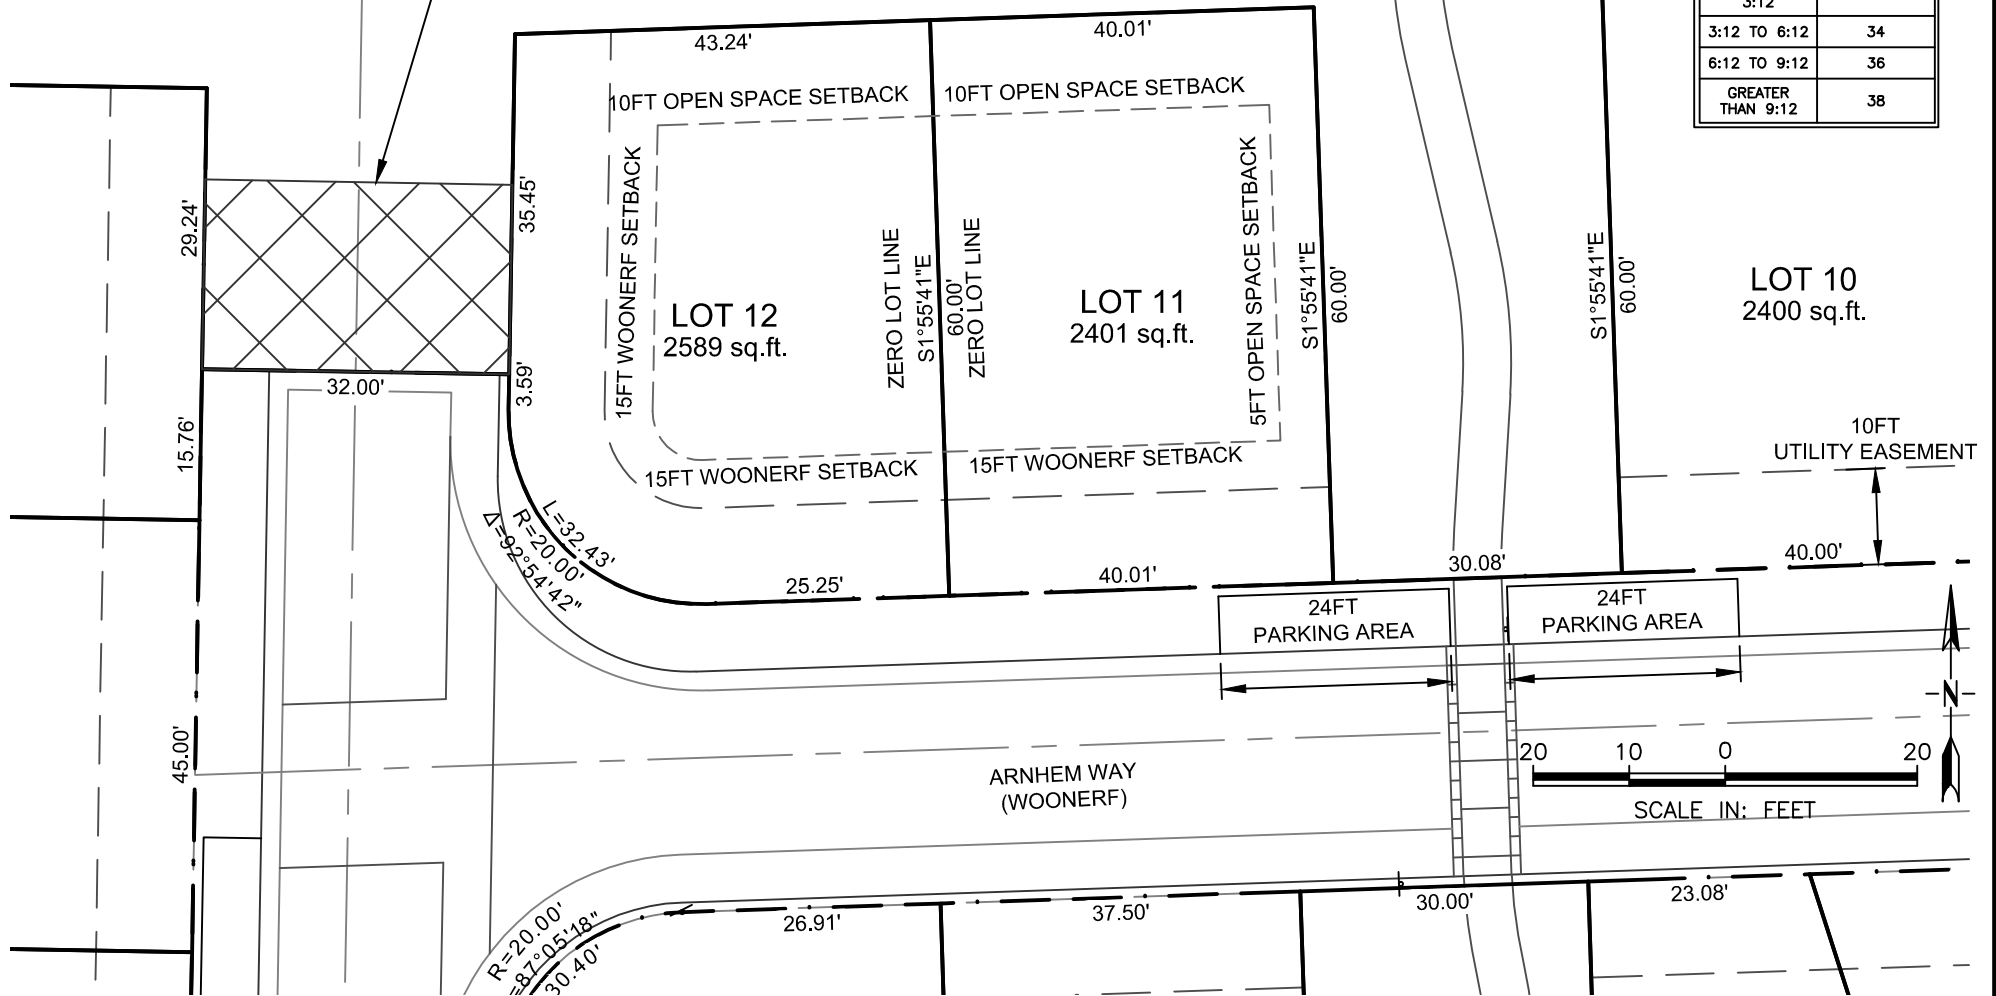 3:12
3:12 TO 6:12
34
6:12 TO 9:12
36
GREATER
THAN 9:12
38
43.24'
40.01'
10FT OPEN SPACE SETBACK
10FT OPEN SPACE SETBACK
29.24'
35.45'
15FT WOONERF SETBACK
LOT 12
2589 sq.ft.
ZERO LOT LINE
S1°55'41"E
60.00'
ZERO LOT LINE
LOT 11
2401 sq.ft.
5FT OPEN SPACE SETBACK
S1°55'41"E
60.00'
S1°55'41"E
60.00'
LOT 10
2400 sq.ft.
32.00'
3.59'
15.76'
15FT WOONERF SETBACK
15FT WOONERF SETBACK
10FT
UTILITY EASEMENT
L=32.43'
R=20.00'
Δ=92°54'42"
25.25'
40.01'
30.08'
40.00'
24FT
PARKING AREA
24FT
PARKING AREA
-N-
45.00'
ARNHEM WAY
(WOONERF)
20 10 0 20
SCALE IN: FEET
R=20.00'
=87°05'18"
30.40'
26.91'
37.50'
30.00'
23.08'